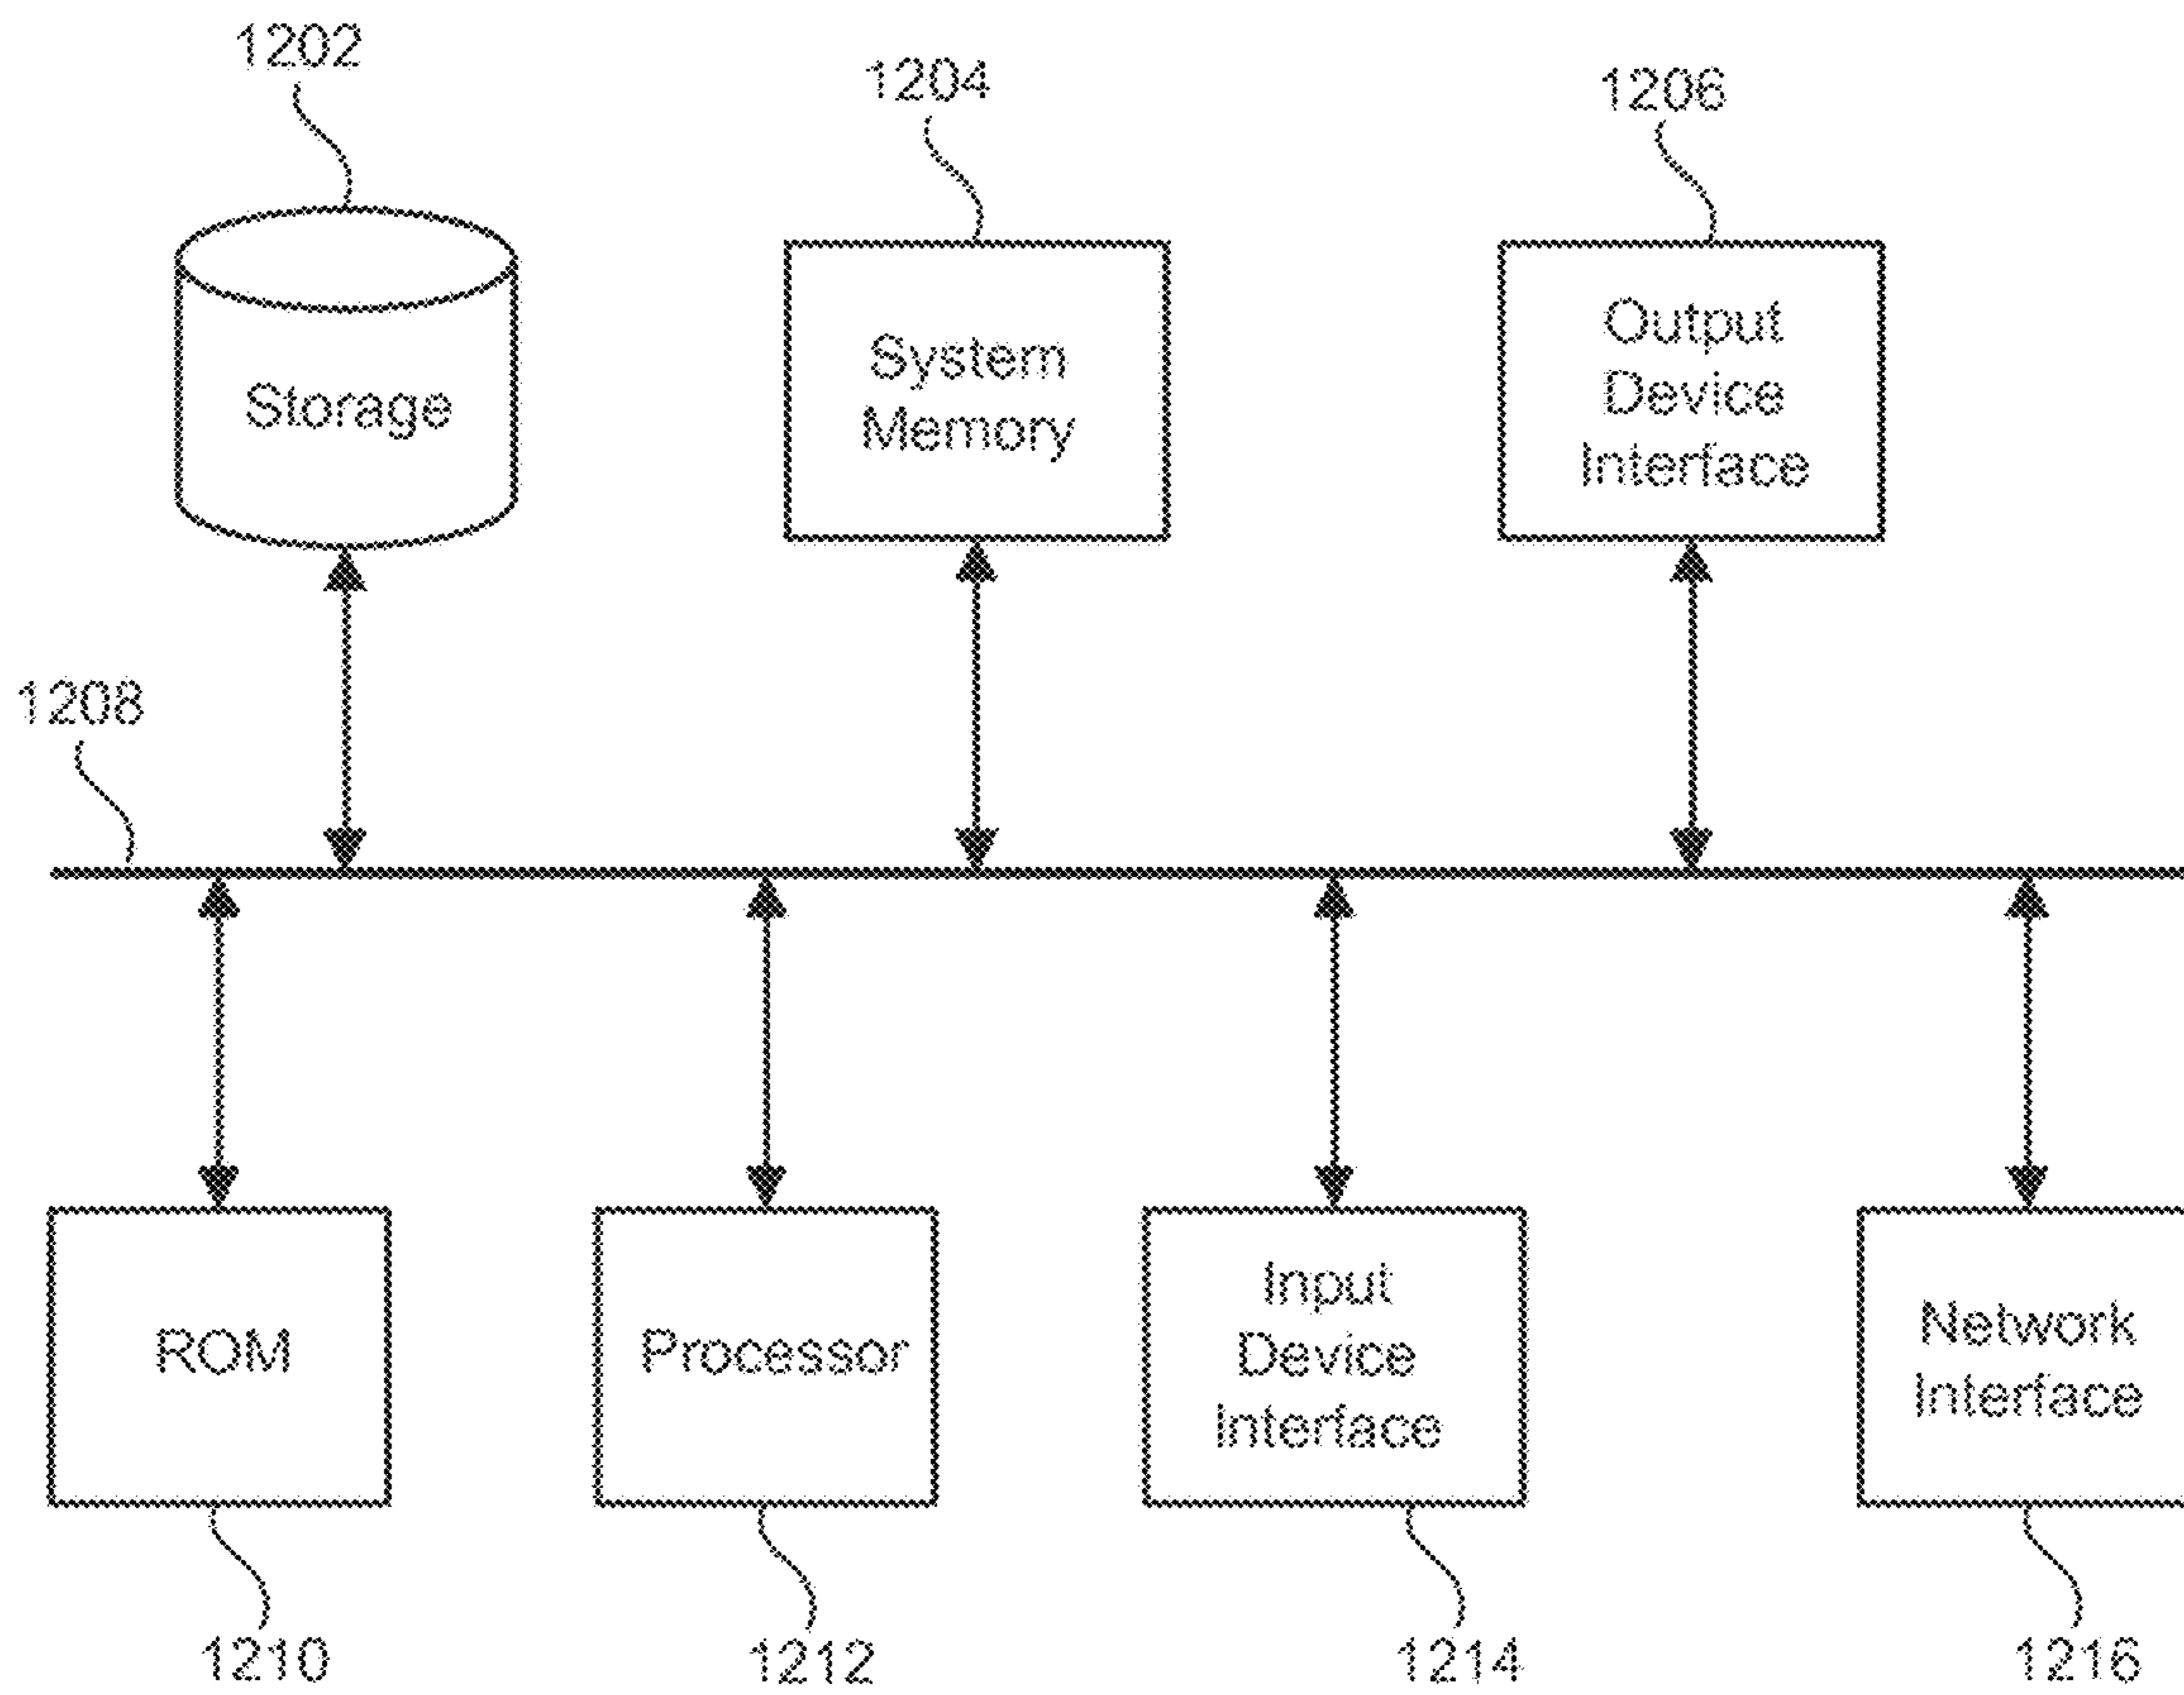 1202
1204
1206
Storage
System
Memory
Output
Device
Interface
1208
ROM
Processor
Input
Device
Interface
Network
Interface
1210
1212
1214
1216